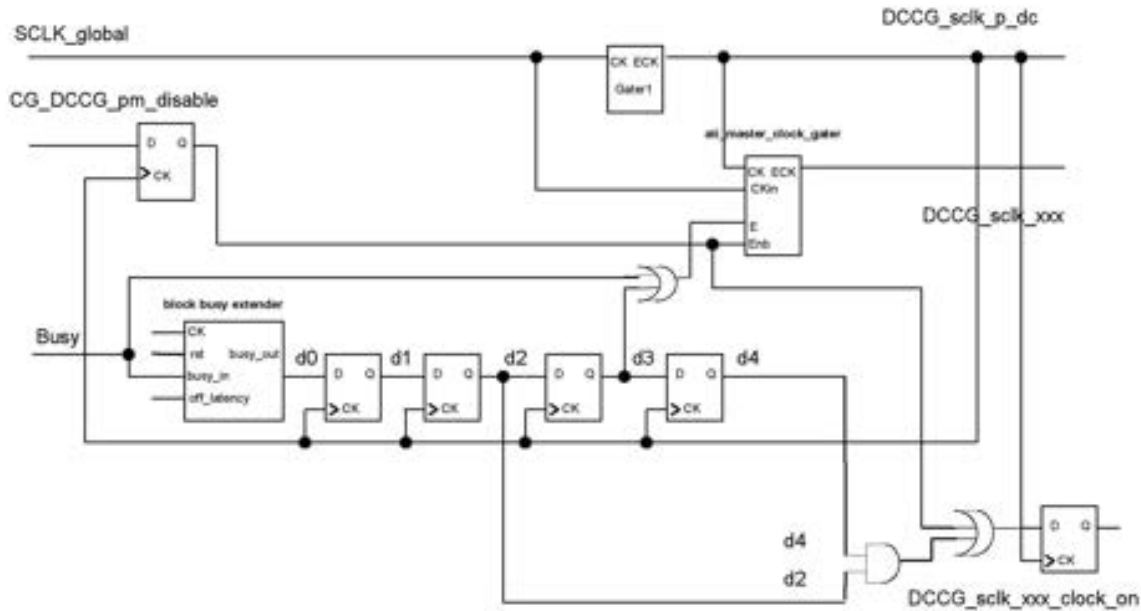 DCCG_sclk_p_dc
SCLK_global
CK ECK
Gater1
CG_DCCG_pm_disable
ati_master_clock_gater
D Q
CK
CK ECK
CKin
E
Enb
DCCG_sclk_xxx
block busy extender
Busy
CK
rst busy_out
busy_in
off_latency
d0
D Q
CK
d1
D Q
CK
d2
D Q
CK
d3
D Q
CK
d4
d4
d2
D Q
CK
DCCG_sclk_xxx_clock_on